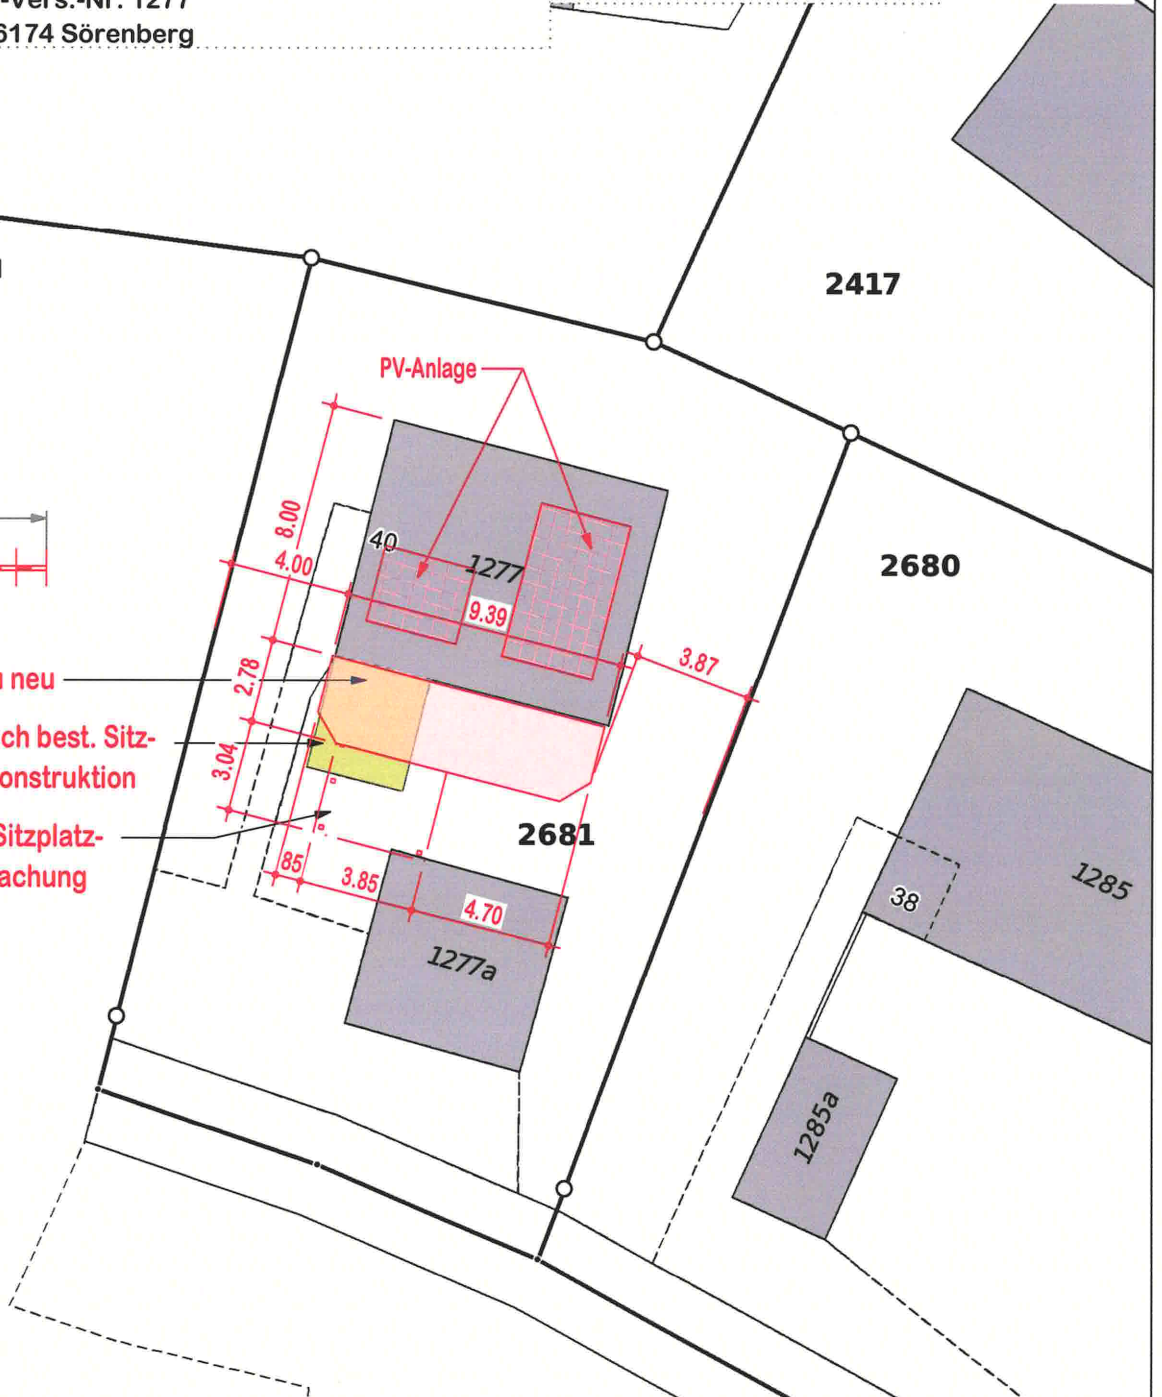 -Vers.-Nr. 1277
6174 Sörenberg
2417
PV-Anlage
8.00
40
1277
4.00
2680
9.39
3.87
neu
2.78
ch best. Sitz-
onstruktion
3.04
Sitzplatz-
achung
2681
85
3.85
4.70
1277a
1285
38
1285a